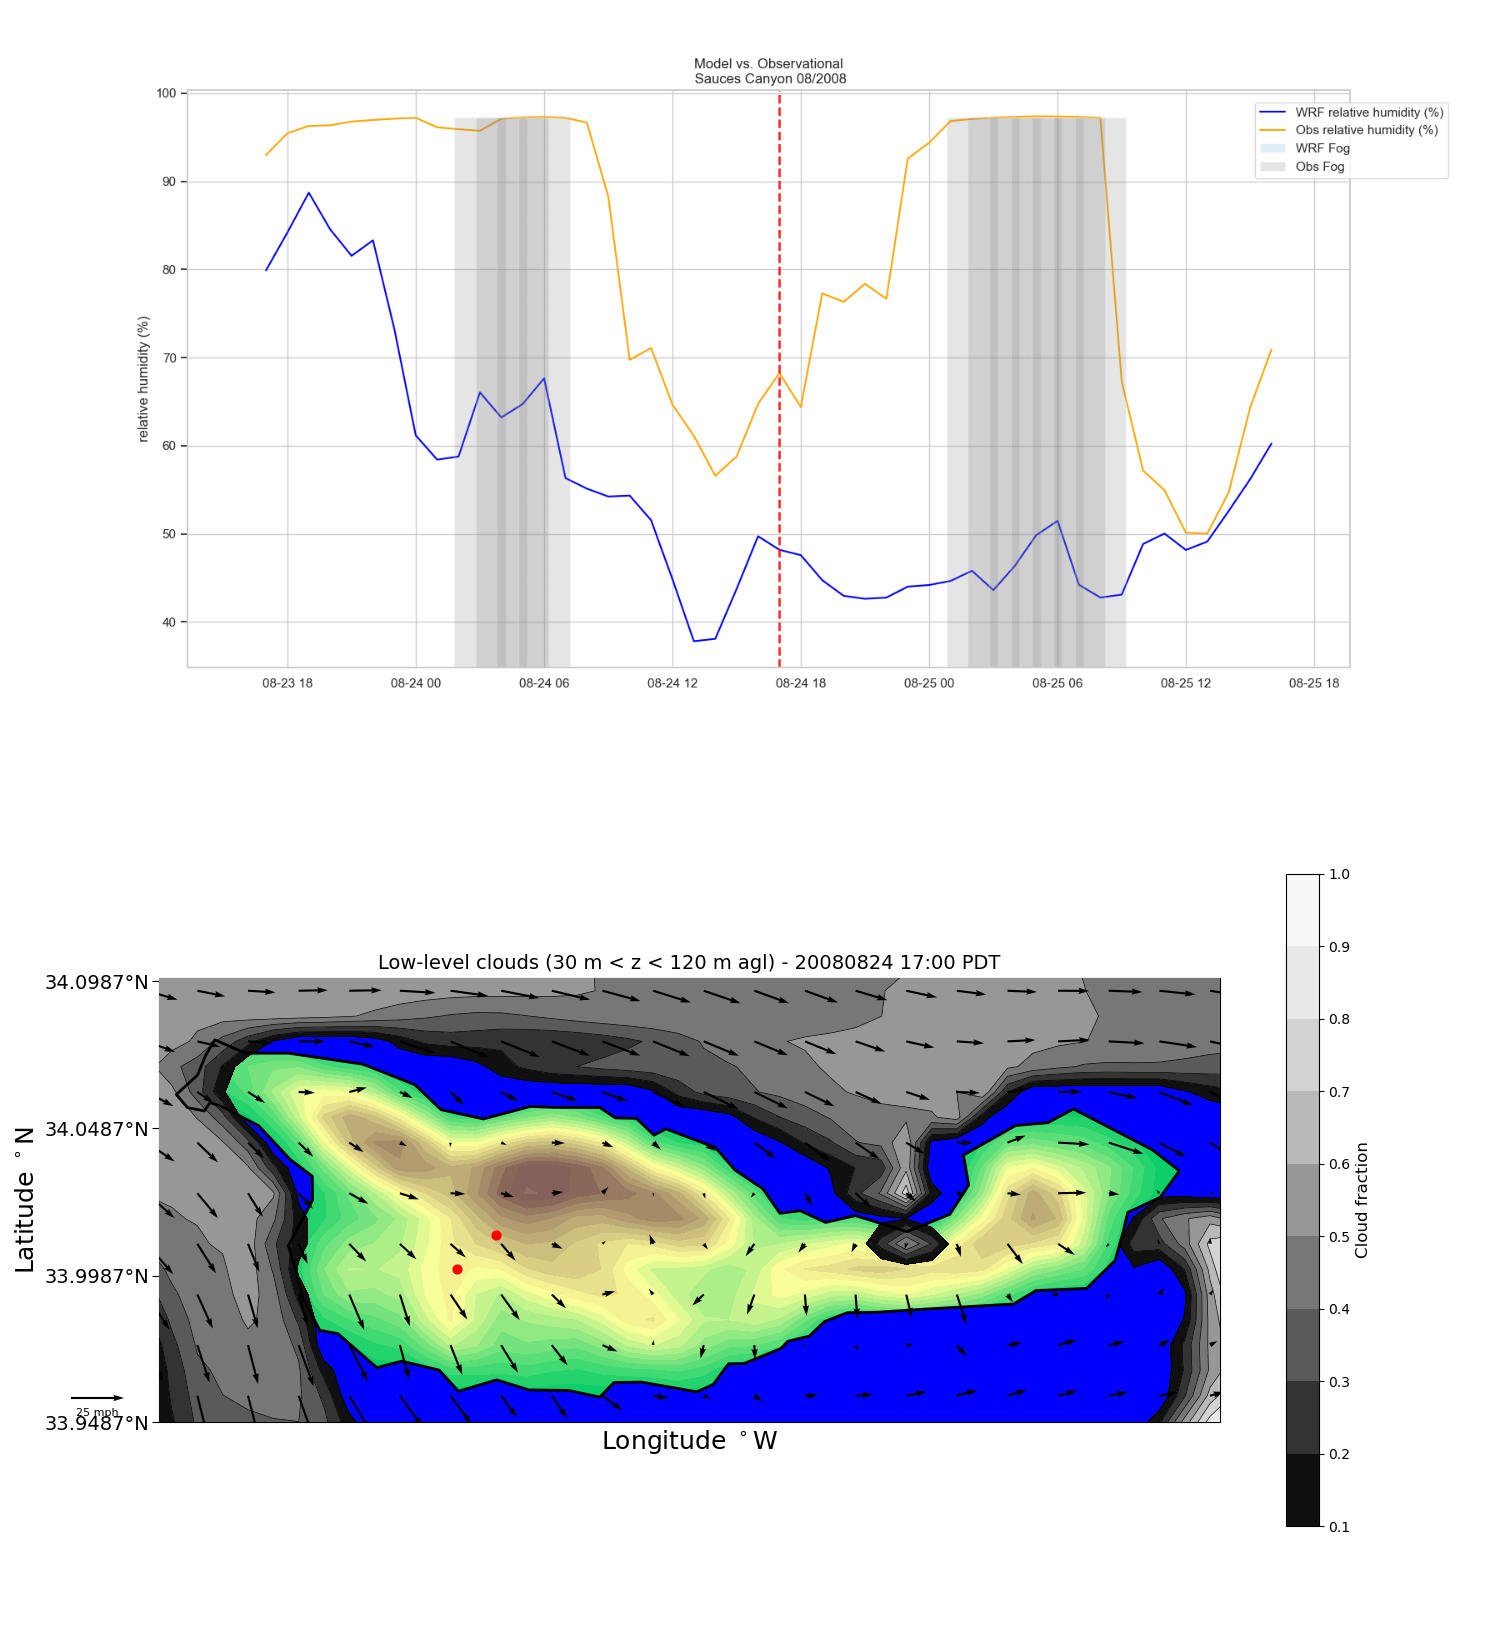 Model vs. Observational
Sauces Canyon 08/2008
100
90
80
70
60
50
40
relative humidity (%)
WRF relative humidity (%)
Obs relative humidity (%)
WRF Fog
Obs Fog
08-23 18
08-24 00
08-24 06
08-24 12
08-24 18
08-25 00
08-25 06
08-25 12
08-25 18
Low-level clouds (30 m < z < 120 m agl) - 20080824 17:00 PDT
34.0987°N
34.0487°N
33.9987°N
33.9487°N
Latitude °N
25 mph
Longitude °W
1.0
0.9
0.8
0.7
0.6
0.5
0.4
0.3
0.2
0.1
Cloud fraction